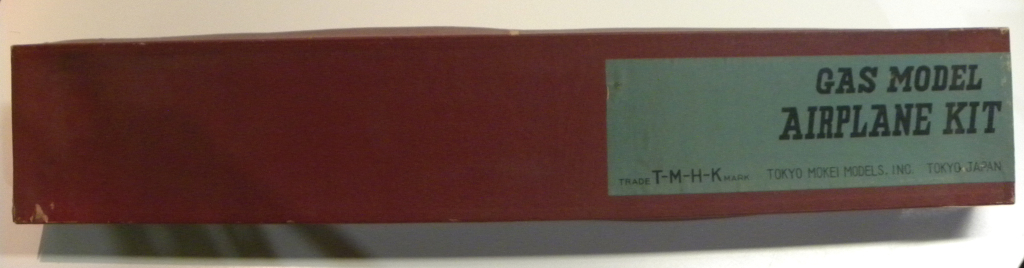 GAS MODEL
AIRPLANE KIT
TRADE T-M-H-K MARK TOKYO MOKEI MODELS, INC. TOKYO JAPAN